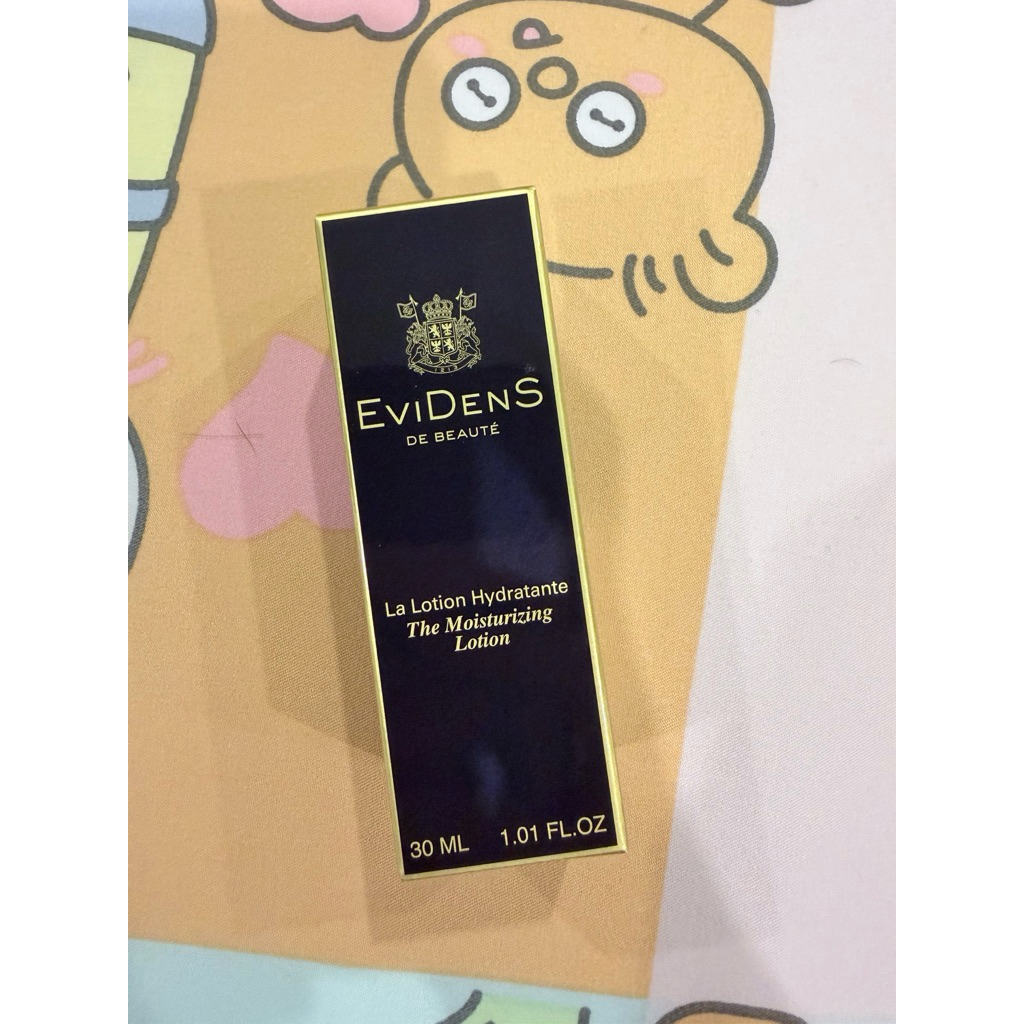 EVIDENS
DE BEAUTÉ
La Lotion Hydratante
The Moisturizing
Lotion
30 ML 1.01 FL.OZ